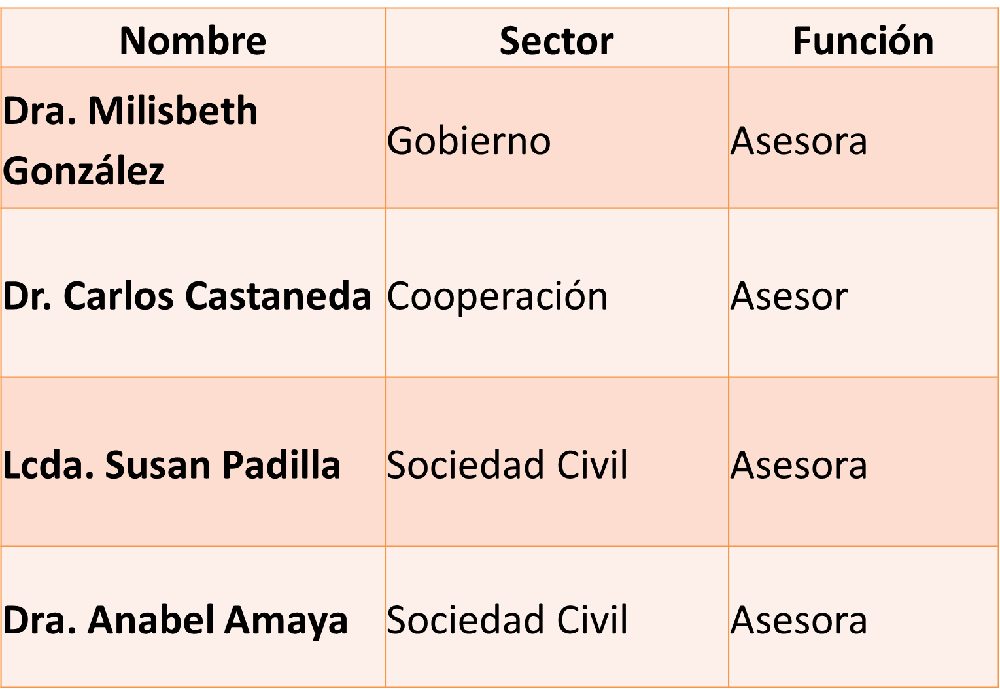 Nombre Sector Función
Dra. Milisbeth
González
Gobierno Asesora
Dr. Carlos Castaneda Cooperación Asesor
Lcda. Susan Padilla Sociedad Civil Asesora
Dra. Anabel Amaya Sociedad Civil Asesora